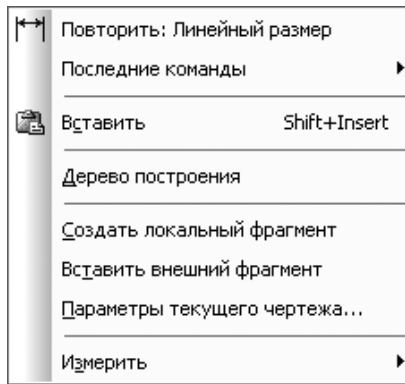 Повторить: Линейный размер
Последние команды
Вставить Shift+Insert
Дерево построения
Создать локальный фрагмент
Вставить внешний фрагмент
Параметры текущего чертежа...
Измерить